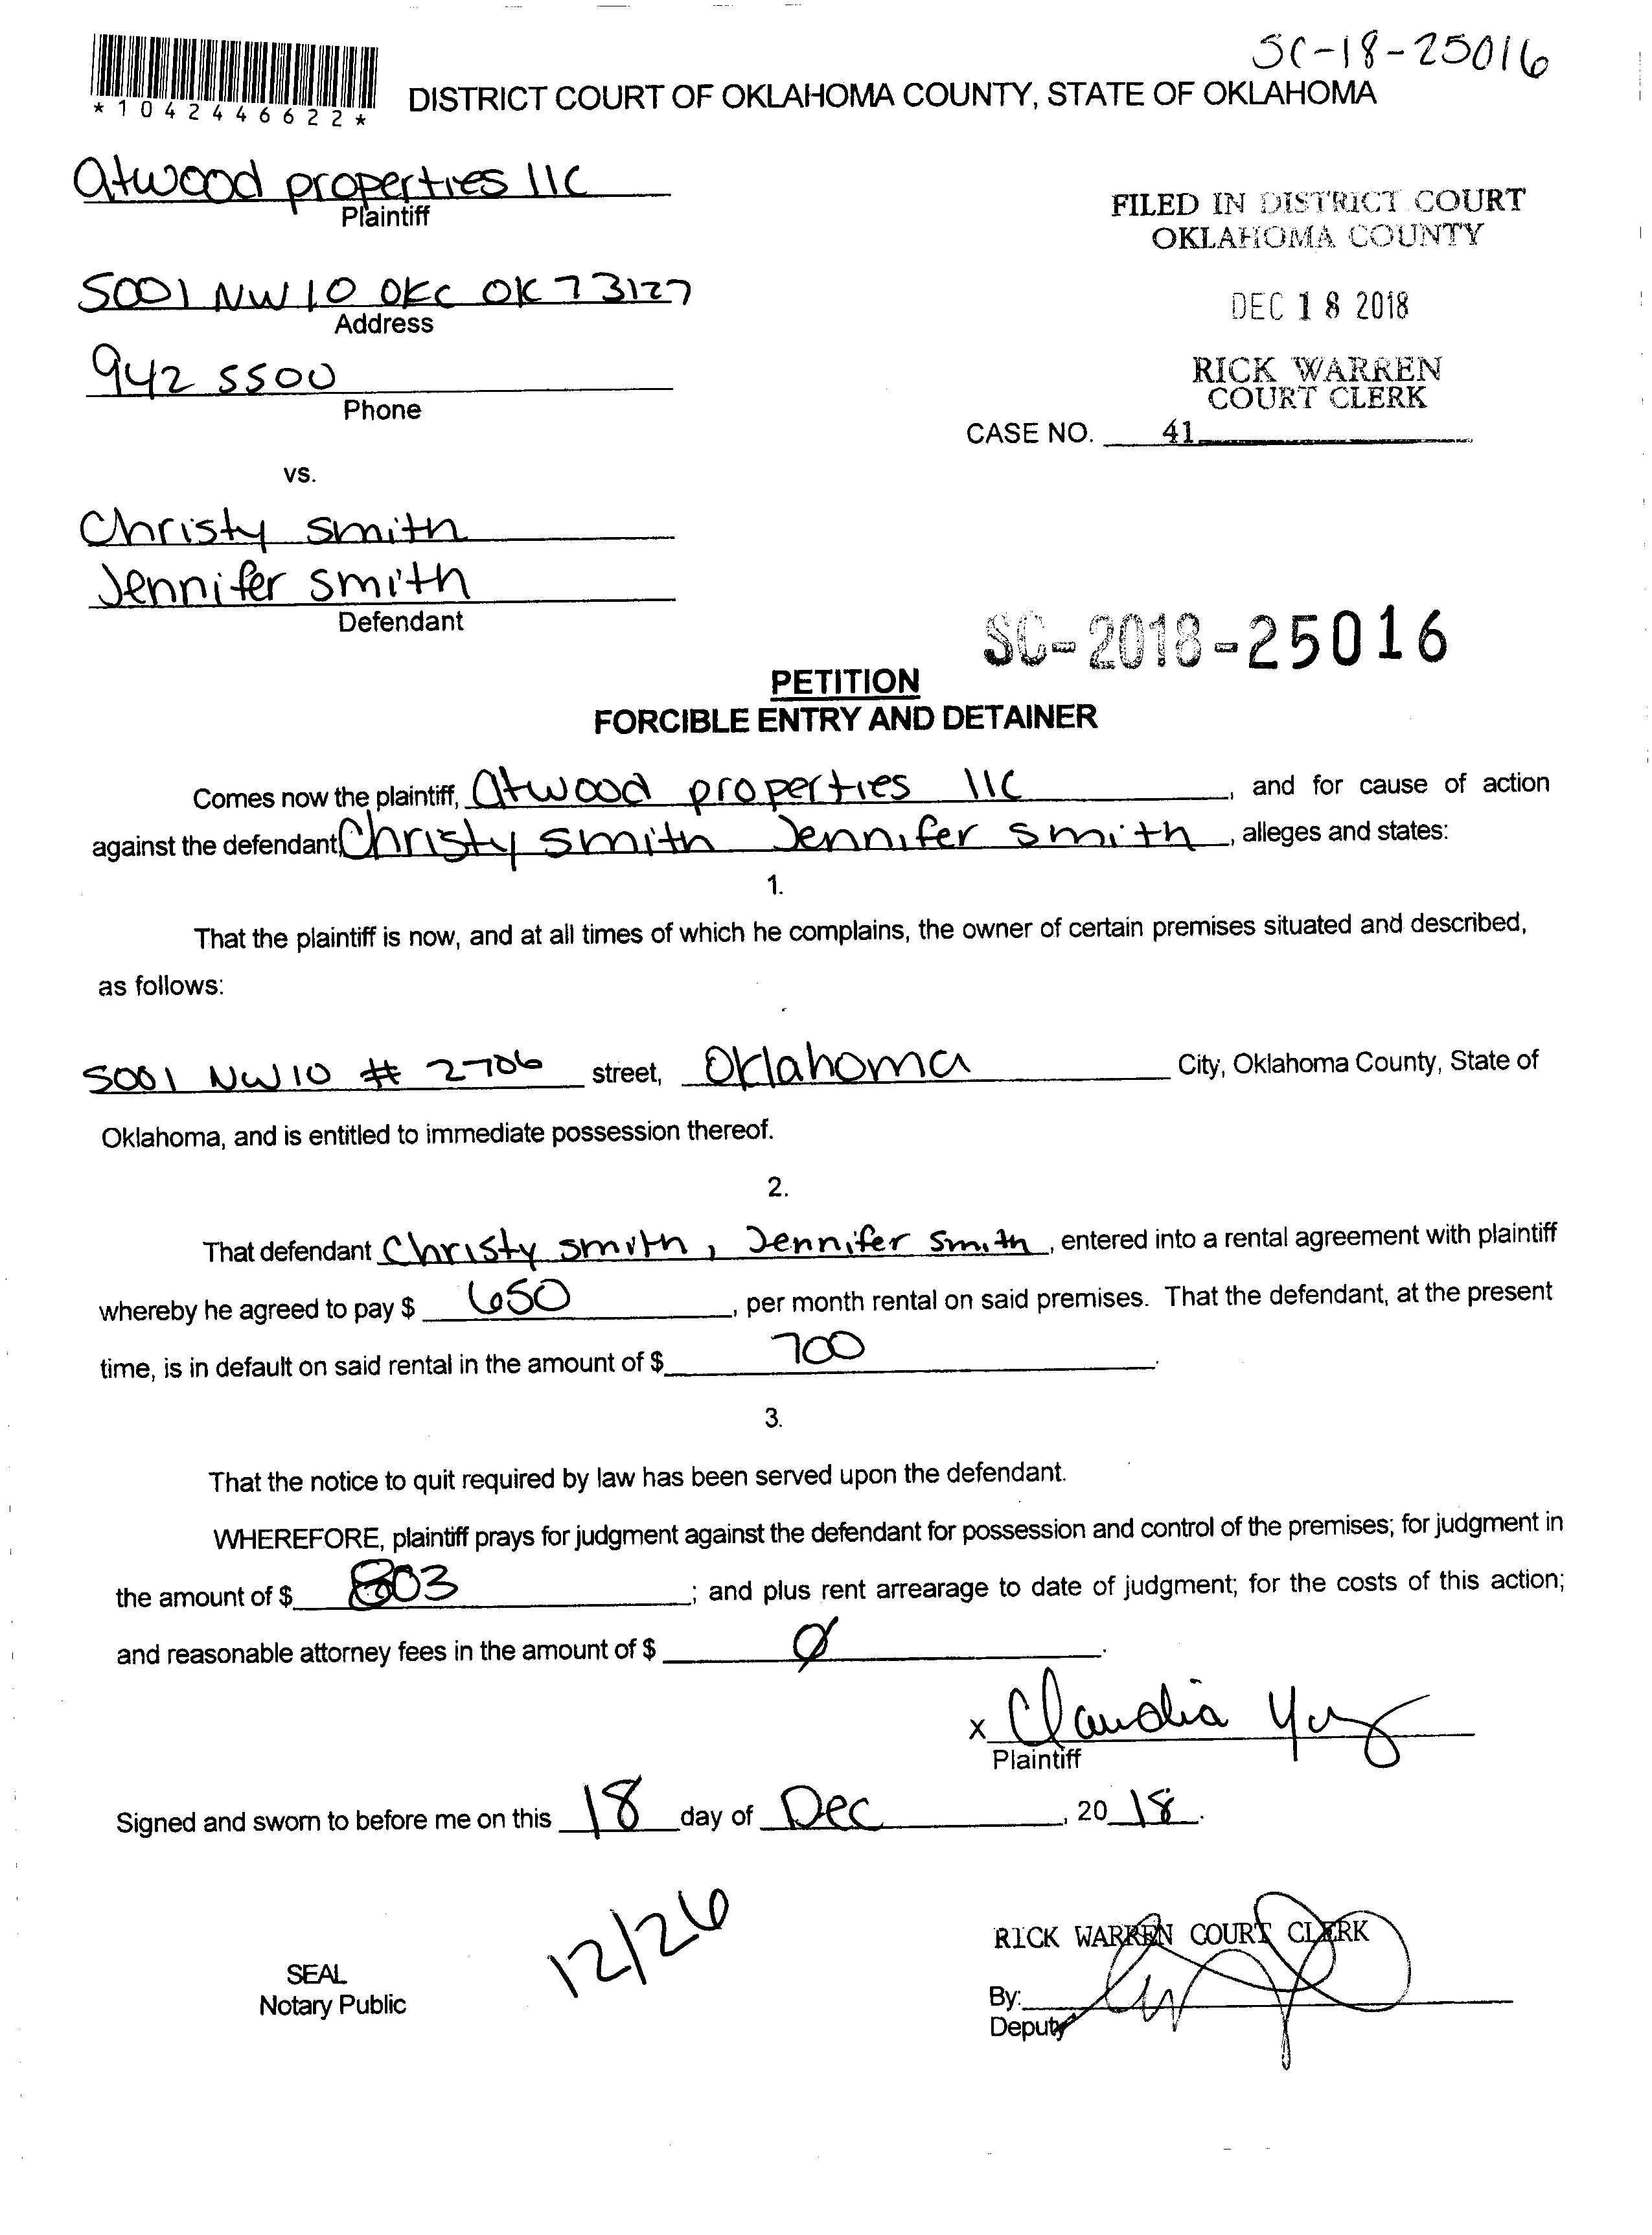 SC-18-25016
*1042446622*
DISTRICT COURT OF OKLAHOMA COUNTY, STATE OF OKLAHOMA
Atwood properties llc
Plaintiff
FILED IN DISTRICT COURT
OKLAHOMA COUNTY
5001 NW 10 OKC OK 73127
Address
DEC 18 2018
942 5500
Phone
RICK WARREN
COURT CLERK
CASE NO. 41
vs.
Christy Smith
Jennifer Smith
Defendant
SC-2018-25016
PETITION
FORCIBLE ENTRY AND DETAINER
Comes now the plaintiff, Atwood properties llc, and for cause of action
against the defendant, Christy Smith Jennifer Smith, alleges and states:
1.
That the plaintiff is now, and at all times of which he complains, the owner of certain premises situated and described,
as follows:
5001 NW 10 # 2706 street, Oklahoma City, Oklahoma County, State of
Oklahoma, and is entitled to immediate possession thereof.
2.
That defendant Christy Smith, Jennifer Smith, entered into a rental agreement with plaintiff
whereby he agreed to pay $ 650, per month rental on said premises. That the defendant, at the present
time, is in default on said rental in the amount of $ 700.
3.
That the notice to quit required by law has been served upon the defendant.
WHEREFORE, plaintiff prays for judgment against the defendant for possession and control of the premises; for judgment in
the amount of $ 803; and plus rent arrearage to date of judgment; for the costs of this action;
and reasonable attorney fees in the amount of $ Ø.
x Claudia
Plaintiff
Signed and sworn to before me on this 18 day of Dec, 20 18.
12/26
SEAL
Notary Public
RICK WARREN COURT CLERK
By:
Deputy